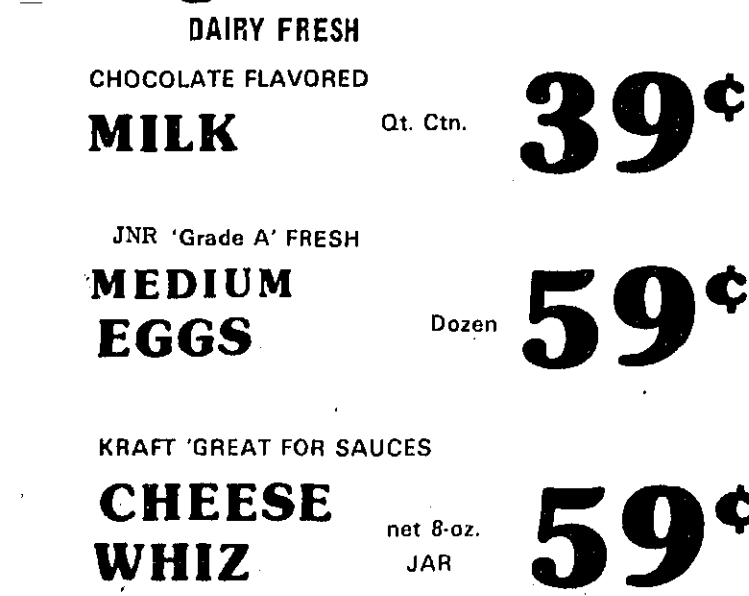 DAIRY FRESH
CHOCOLATE FLAVORED
MILK Qt. Ctn. 39¢
JNR 'Grade A' FRESH
MEDIUM
EGGS Dozen 59¢
KRAFT 'GREAT FOR SAUCES
CHEESE
WHIZ net 8-oz. JAR 59¢